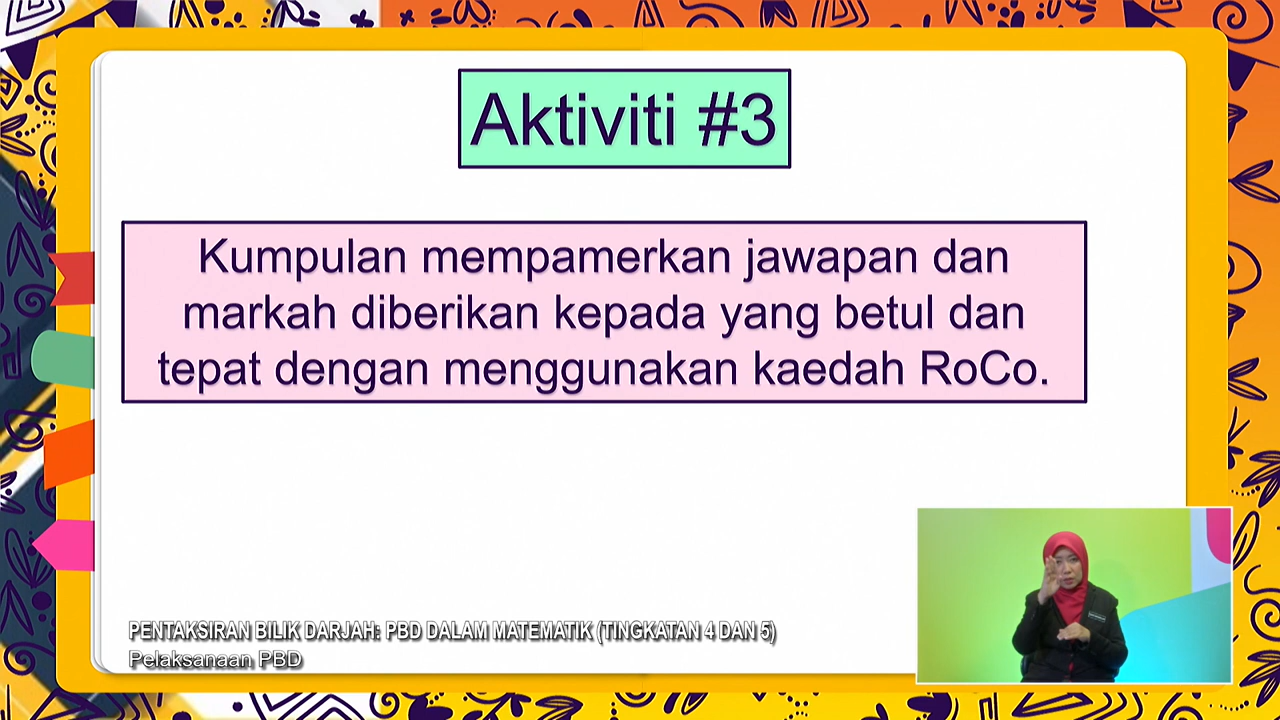 Aktiviti #3
Kumpulan mempamerkan jawapan dan
markah diberikan kepada yang betul dan
tepat dengan menggunakan kaedah RoCo.
PENTAKSIRAN BILIK DARJAH: PBD DALAM MATEMATIK (TINGKATAN 4 DAN 5)
Pelaksanaan PBD